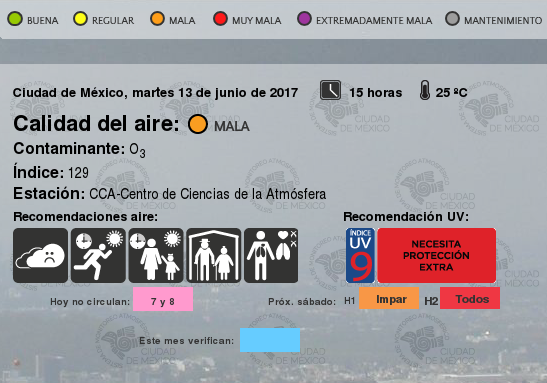 BUENA REGULAR MALA MUY MALA EXTREMADAMENTE MALA MANTENIMIENTO
Ciudad de México, martes 13 de junio de 2017 15 horas 25 ºC
Calidad del aire: MALA
Contaminante: O3
Índice: 129
Estación: CCA-Centro de Ciencias de la Atmósfera
Recomendaciones aire: Recomendación UV:
ÍNDICE
UV
9
NECESITA
PROTECCIÓN
EXTRA
Hoy no circulan: 7 y 8 Próx. sábado: H1 Impar H2 Todos
Este mes verifican:
CIUDAD
DE MÉXICO